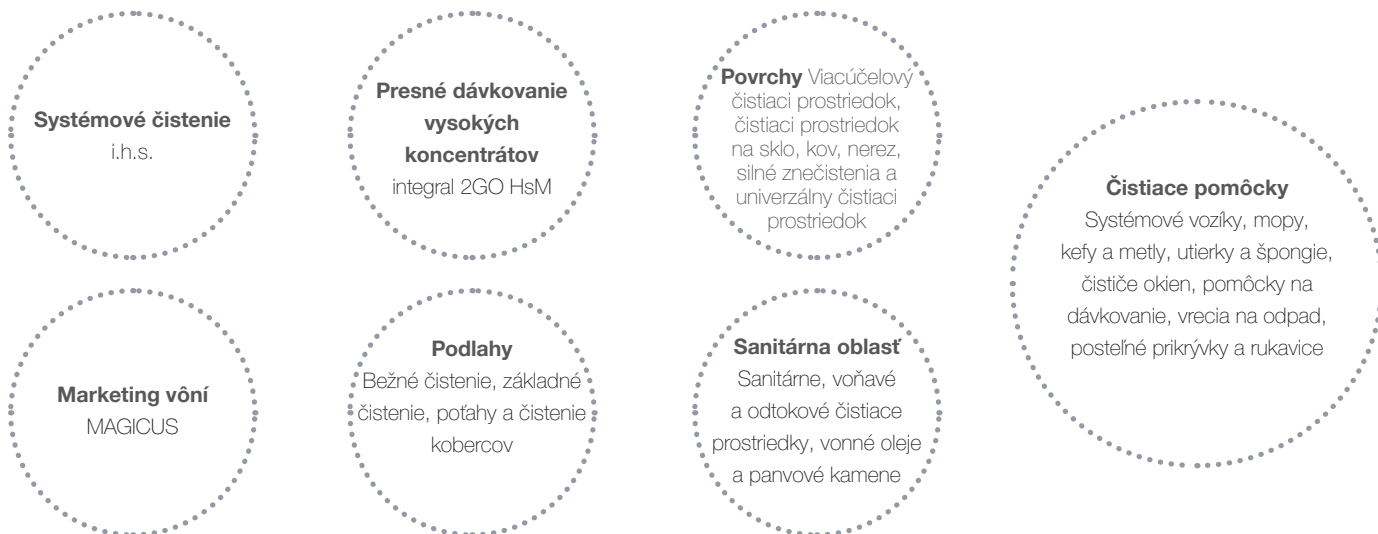 Systémové čistenie
i.h.s.
Presné dávkovanie
vysokých
koncentrátov
integral 2GO HsM
Povrchy Viacúčelový
čistiaci prostriedok,
čistiaci prostriedok
na sklo, kov, nerez,
silné znečistenia a
univerzálny čistiaci
prostriedok
Čistiace pomôcky
Systémové vozíky, mopy,
kefy a metly, utierky a špongie,
čističe okien, pomôcky na
dávkovanie, vrecia na odpad,
posteľné prikrývky a rukavice
Marketing vôní
MAGICUS
Podlahy
Bežné čistenie, základné
čistenie, poťahy a čistenie
kobercov
Sanitárna oblasť
Sanitárne, voňavé
a odtokové čistiace
prostriedky, vonné oleje
a panvové kamene